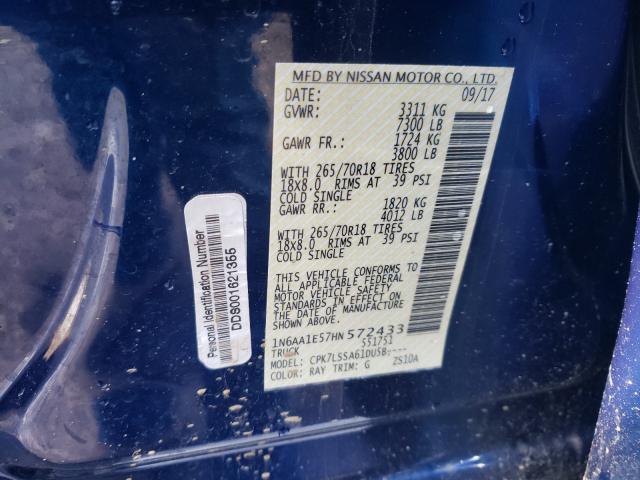 MFD BY NISSAN MOTOR CO., LTD.
DATE: 09/17
GVWR: 3311 KG
7300 LB
GAWR FR.: 1724 KG
3800 LB
WITH 265/70R18 TIRES
18X8.0 RIMS AT 39 PSI
COLD SINGLE
GAWR RR.: 1820 KG
4012 LB
WITH 265/70R18 TIRES
18X8.0 RIMS AT 39 PSI
COLD SINGLE
THIS VEHICLE CONFORMS TO
ALL APPLICABLE FEDERAL
MOTOR VEHICLE SAFETY
STANDARDS IN EFFECT ON
THE DATE OF MANUFACTURE
SHOWN ABOVE.
1N6AA1E57HN572433
TRUCK 551751
MODEL: CPK7LSSA61DU5B----
COLOR: RAY TRIM: G ZS10A
Personal Identification Number
DD8001621355